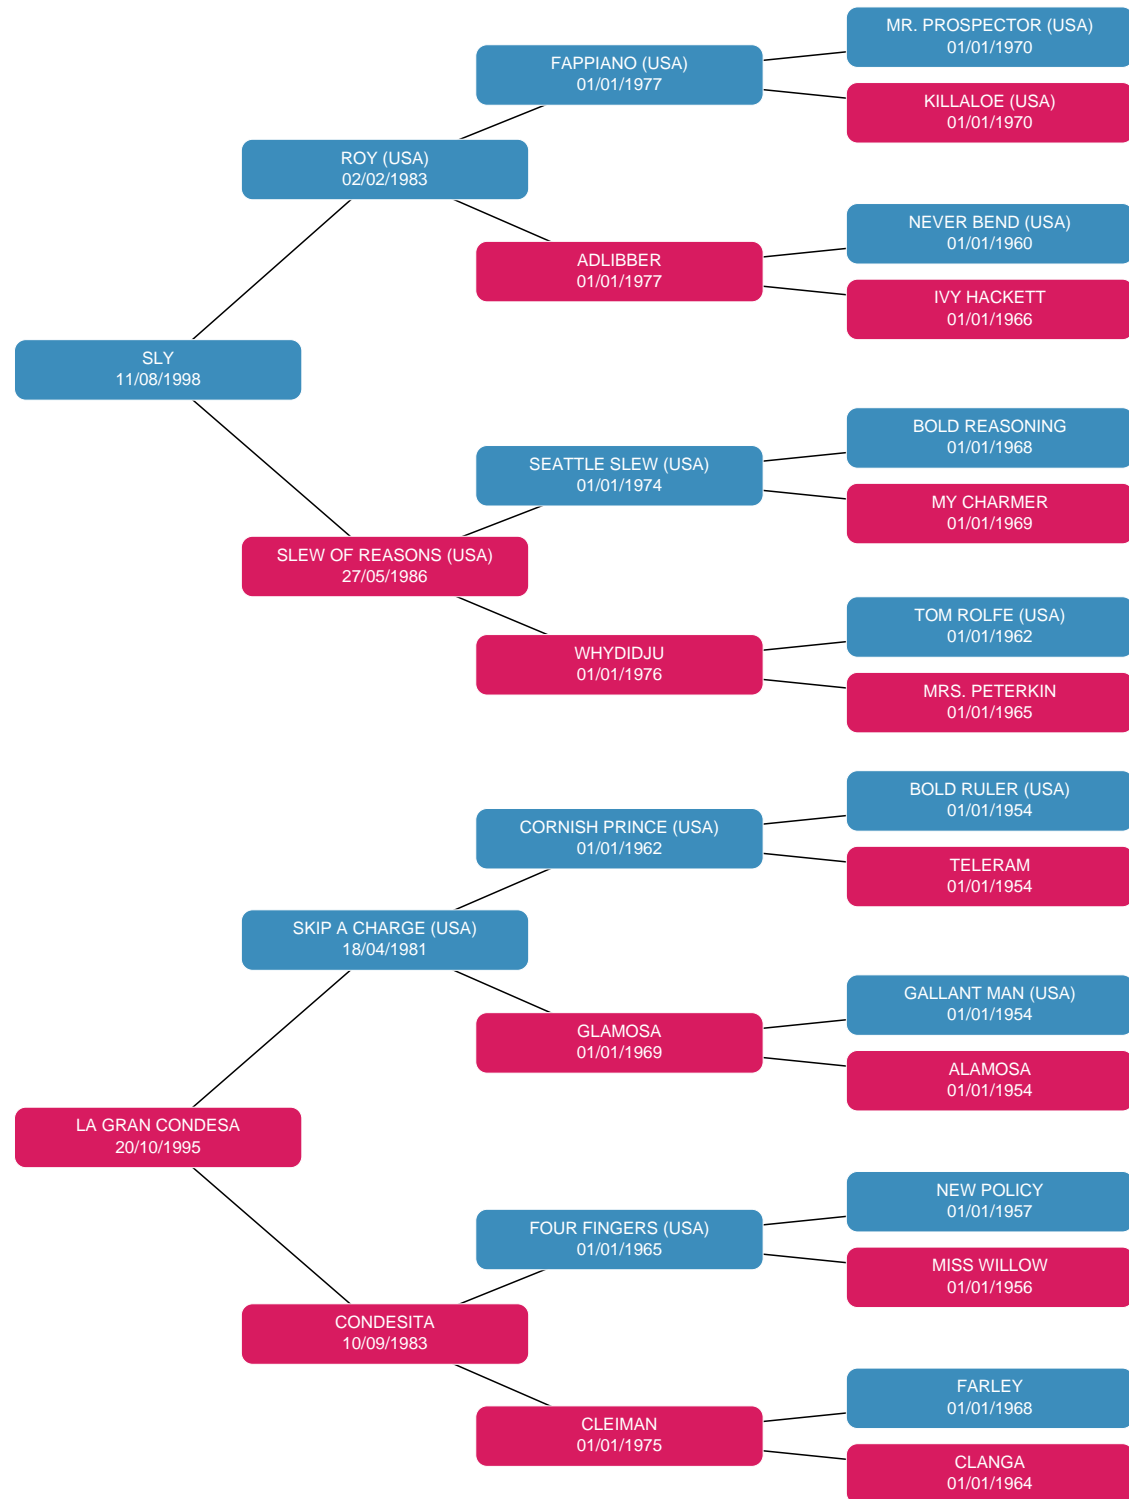 MR. PROSPECTOR (USA)
01/01/1970
FAPPIANO (USA)
01/01/1977
KILLALOE (USA)
01/01/1970
ROY (USA)
02/02/1983
NEVER BEND (USA)
01/01/1960
ADLIBBER
01/01/1977
IVY HACKETT
01/01/1966
SLY
11/08/1998
BOLD REASONING
01/01/1968
SEATTLE SLEW (USA)
01/01/1974
MY CHARMER
01/01/1969
SLEW OF REASONS (USA)
27/05/1986
TOM ROLFE (USA)
01/01/1962
WHYDIDJU
01/01/1976
MRS. PETERKIN
01/01/1965
BOLD RULER (USA)
01/01/1954
CORNISH PRINCE (USA)
01/01/1962
TELERAM
01/01/1954
SKIP A CHARGE (USA)
18/04/1981
GALLANT MAN (USA)
01/01/1954
GLAMOSA
01/01/1969
ALAMOSA
01/01/1954
LA GRAN CONDESA
20/10/1995
NEW POLICY
01/01/1957
FOUR FINGERS (USA)
01/01/1965
MISS WILLOW
01/01/1956
CONDESITA
10/09/1983
FARLEY
01/01/1968
CLEIMAN
01/01/1975
CLANGA
01/01/1964